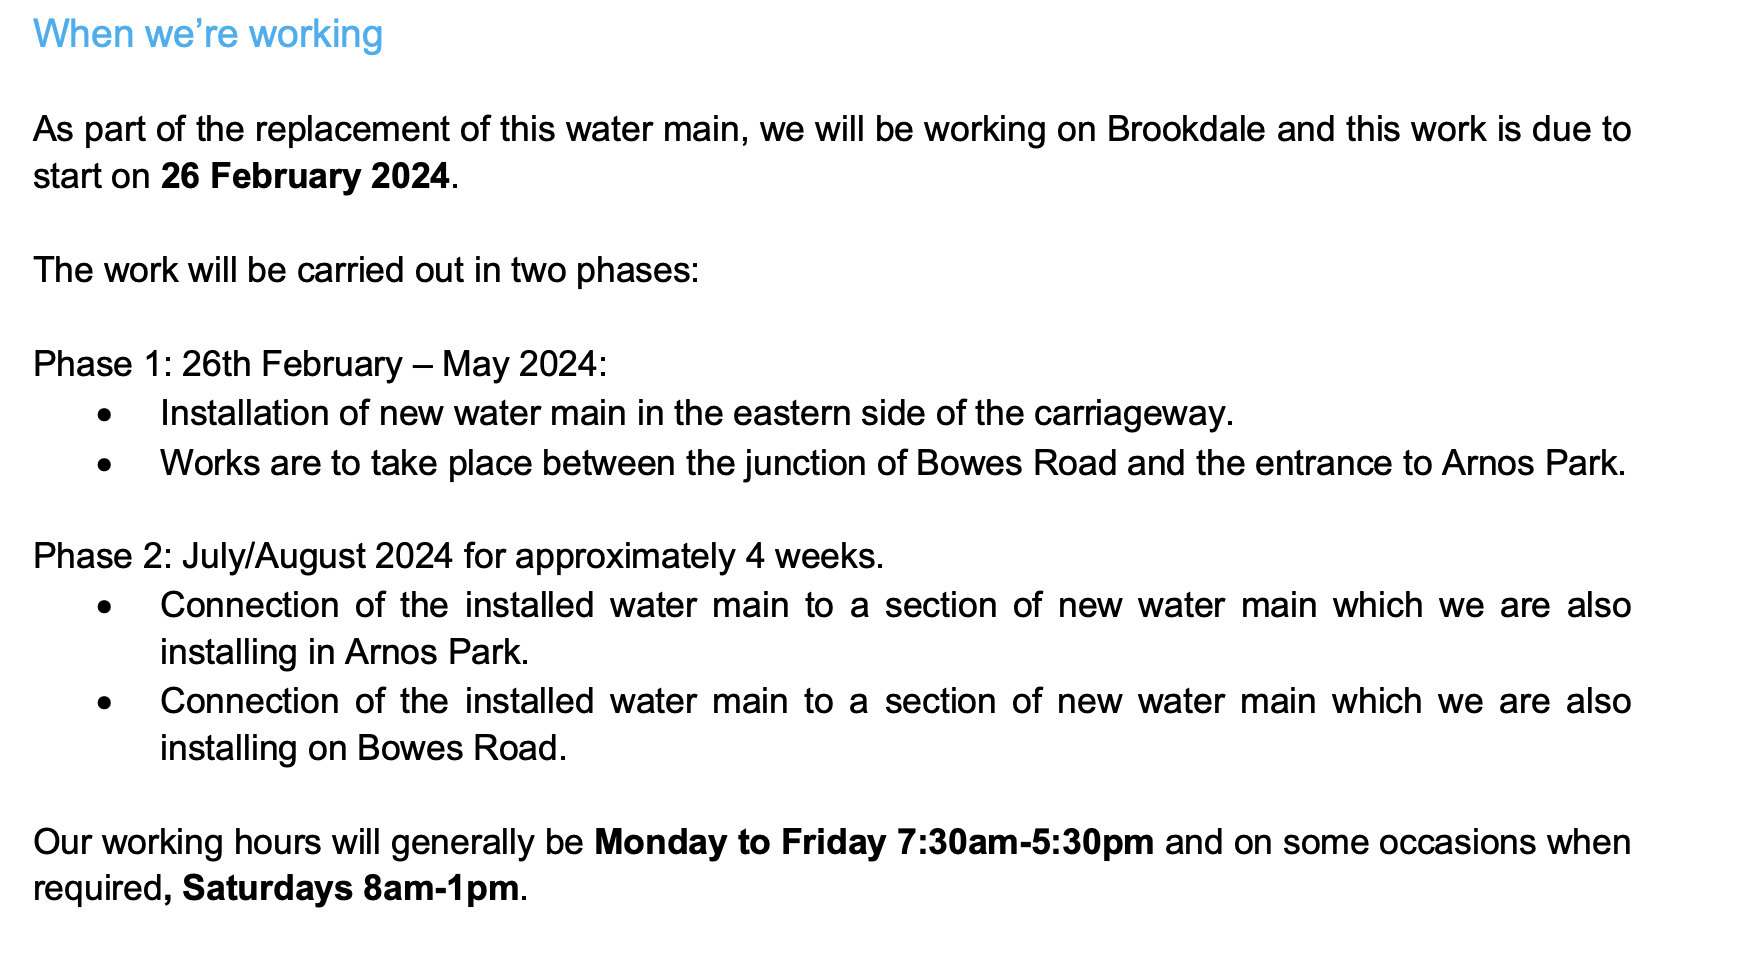 When we’re working
As part of the replacement of this water main, we will be working on Brookdale and this work is due to
start on 26 February 2024.
The work will be carried out in two phases:
Phase 1: 26th February – May 2024:
• Installation of new water main in the eastern side of the carriageway.
• Works are to take place between the junction of Bowes Road and the entrance to Arnos Park.
Phase 2: July/August 2024 for approximately 4 weeks.
• Connection of the installed water main to a section of new water main which we are also
installing in Arnos Park.
• Connection of the installed water main to a section of new water main which we are also
installing on Bowes Road.
Our working hours will generally be Monday to Friday 7:30am-5:30pm and on some occasions when
required, Saturdays 8am-1pm.